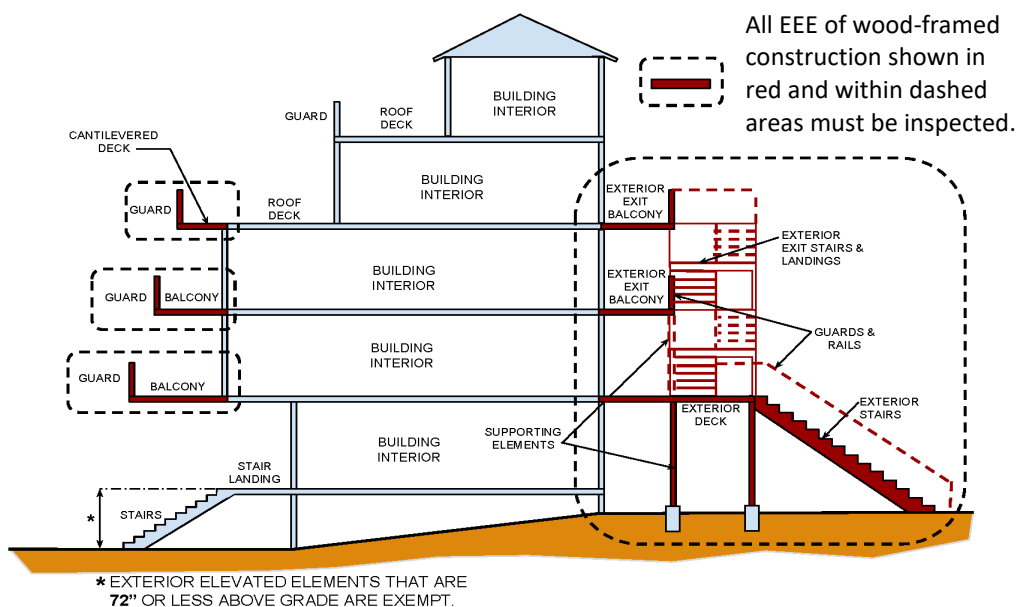 All EEE of wood-framed
construction shown in
red and within dashed
areas must be inspected.
BUILDING
INTERIOR
ROOF
DECK
GUARD
CANTILEVERED
DECK
BUILDING
INTERIOR
EXTERIOR
EXIT
BALCONY
GUARD
ROOF
DECK
EXTERIOR
EXIT STAIRS &
LANDINGS
BUILDING
INTERIOR
EXTERIOR
EXIT
BALCONY
GUARD
BALCONY
GUARDS &
RAILS
BUILDING
INTERIOR
GUARD
BALCONY
EXTERIOR
STAIRS
EXTERIOR
DECK
SUPPORTING
ELEMENTS
BUILDING
INTERIOR
STAIR
LANDING
*
STAIRS
* EXTERIOR ELEVATED ELEMENTS THAT ARE
72" OR LESS ABOVE GRADE ARE EXEMPT.